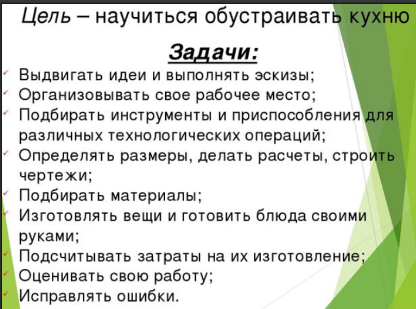 Цель – научиться обустраивать кухню
Задачи:
Выдвигать идеи и выполнять эскизы;
Организовывать свое рабочее место;
Подбирать инструменты и приспособления для
различных технологических операций;
Определять размеры, делать расчеты, строить
чертежи;
Подбирать материалы;
Изготовлять вещи и готовить блюда своими
руками;
Подсчитывать затраты на их изготовление;
Оценивать свою работу;
Исправлять ошибки.